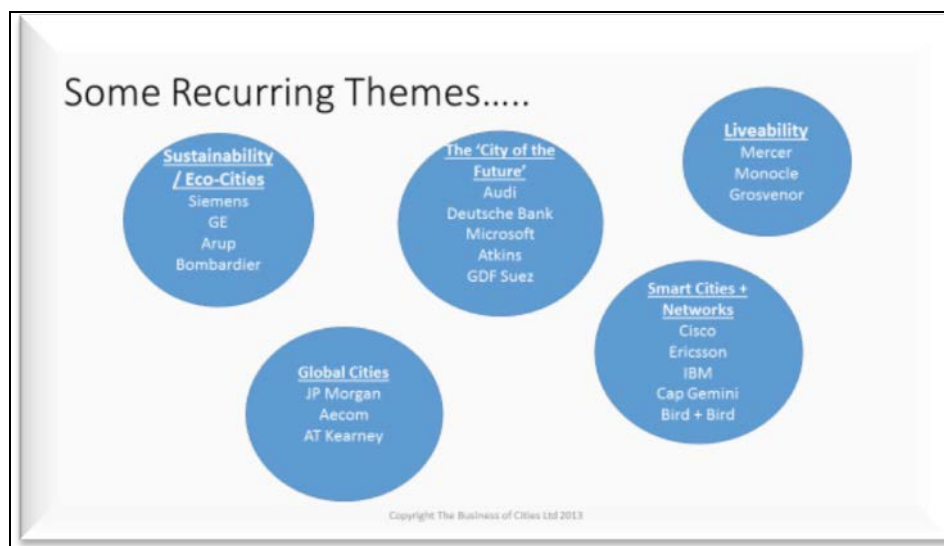 Some Recurring Themes.....
Sustainability
/ Eco-Cities
Siemens
GE
Arup
Bombardier
The 'City of the
Future'
Audi
Deutsche Bank
Microsoft
Atkins
GDF Suez
Liveability
Mercer
Monocle
Grosvenor
Global Cities
JP Morgan
Aecom
AT Kearney
Smart Cities +
Networks
Cisco
Ericsson
IBM
Cap Gemini
Bird + Bird
Copyright The Business of Cities Ltd 2013